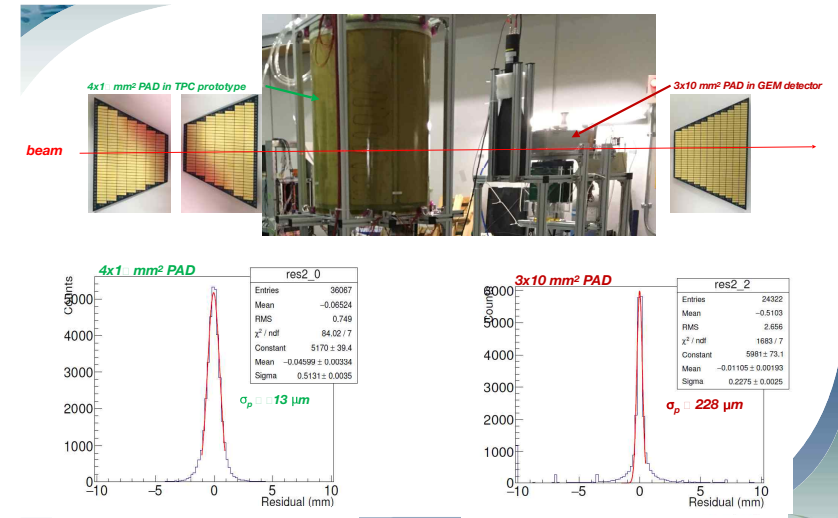 4x1 mm² PAD in TPC prototype
3x10 mm² PAD in GEM detector
beam
4x1 mm² PAD
res2_0
Entries 36067
Mean −0.06524
RMS 0.749
χ² / ndf 84.02 / 7
Constant 5170 ± 39.4
Mean −0.04599 ± 0.00334
Sigma 0.5131 ± 0.0035
σp 13 μm
Counts
5000
4000
3000
2000
1000
0
−10 −5 0 5 10
Residual (mm)
3x10 mm² PAD
res2_2
Entries 24322
Mean −0.5103
RMS 2.656
χ² / ndf 1683 / 7
Constant 5981 ± 73.1
Mean −0.01105 ± 0.00193
Sigma 0.2275 ± 0.0025
σp 228 μm
Counts
6000
5000
4000
3000
2000
1000
0
−10 −5 0 5 10
Residual (mm)